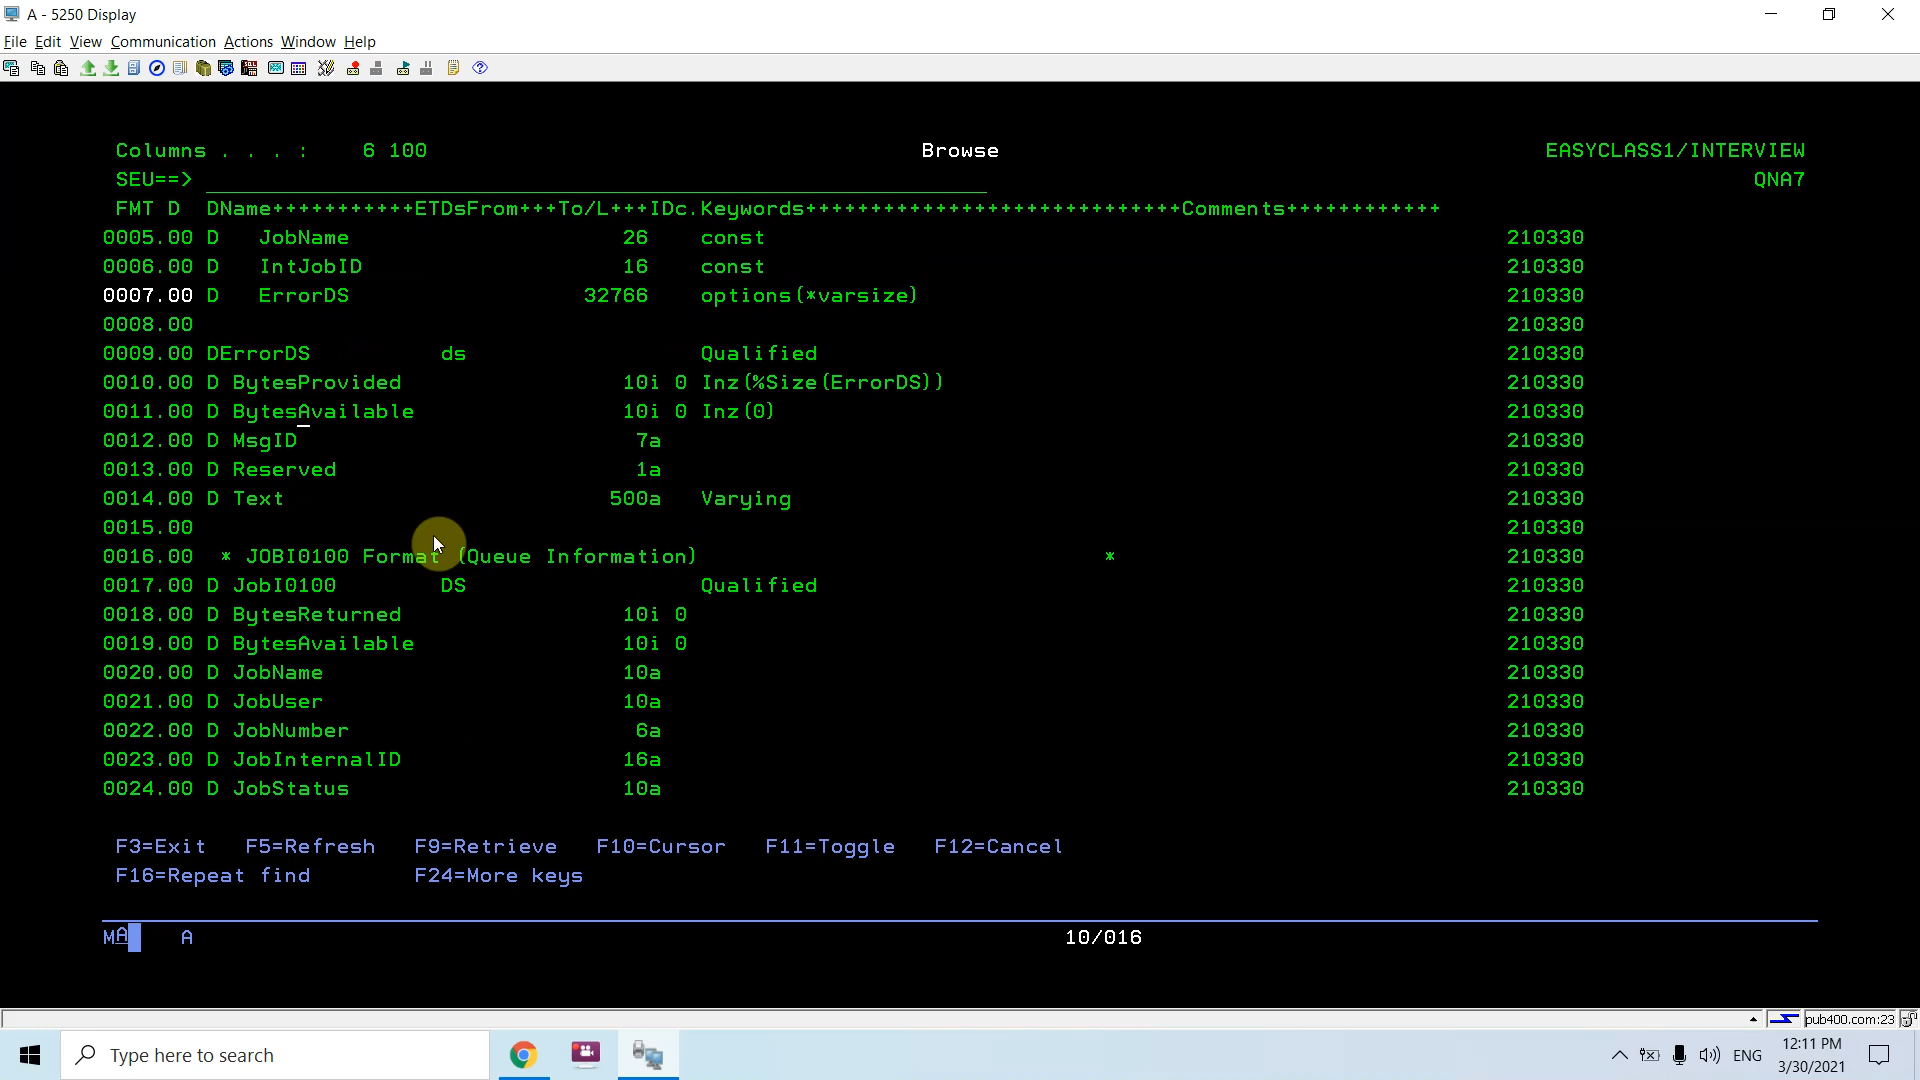 A - 5250 Display
File Edit View Communication Actions Window Help
Columns . . . :    6 100    Browse    EASYCLASS1/INTERVIEW
SEU==>    QNA7
FMT D  DName+++++++++++ETDsFrom+++To/L+++IDc.Keywords+++++++++++++++++++++++++++++Comments++++++++++++
0005.00 D   JobName                     26    const    210330
0006.00 D   IntJobID                    16    const    210330
0007.00 D   ErrorDS                  32766    options(*varsize)    210330
0008.00    210330
0009.00 DErrorDS          ds                  Qualified    210330
0010.00 D BytesProvided                 10i 0 Inz(%Size(ErrorDS))    210330
0011.00 D BytesAvailable                10i 0 Inz(0)    210330
0012.00 D MsgID                          7a    210330
0013.00 D Reserved                       1a    210330
0014.00 D Text                         500a   Varying    210330
0015.00    210330
0016.00  * JOBI0100 Format (Queue Information)                                *    210330
0017.00 D JobI0100        DS                  Qualified    210330
0018.00 D BytesReturned                 10i 0    210330
0019.00 D BytesAvailable                10i 0    210330
0020.00 D JobName                       10a    210330
0021.00 D JobUser                       10a    210330
0022.00 D JobNumber                      6a    210330
0023.00 D JobInternalID                 16a    210330
0024.00 D JobStatus                     10a    210330
F3=Exit   F5=Refresh   F9=Retrieve   F10=Cursor   F11=Toggle   F12=Cancel
F16=Repeat find        F24=More keys
MA    A    10/016
pub400.com:23
Type here to search
ENG
12:11 PM
3/30/2021